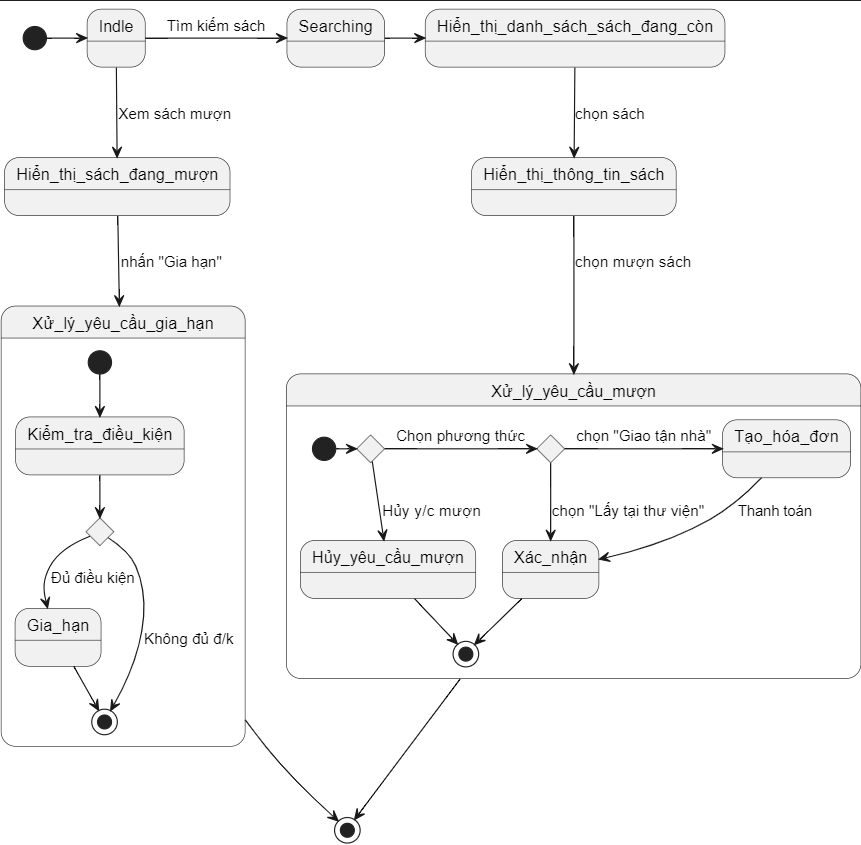 Indle
Tìm kiếm sách
Searching
Hiển_thị_danh_sách_sách_đang_còn
Xem sách mượn
chọn sách
Hiển_thị_sách_đang_mượn
Hiển_thị_thông_tin_sách
nhấn "Gia hạn"
chọn mượn sách
Xử_lý_yêu_cầu_gia_hạn
Kiểm_tra_điều_kiện
Đủ điều kiện
Gia_hạn
Không đủ đ/k
Xử_lý_yêu_cầu_mượn
Chọn phương thức
chọn "Giao tận nhà"
Tạo_hóa_đơn
Hủy y/c mượn
chọn "Lấy tại thư viện"
Thanh toán
Hủy_yêu_cầu_mượn
Xác_nhận